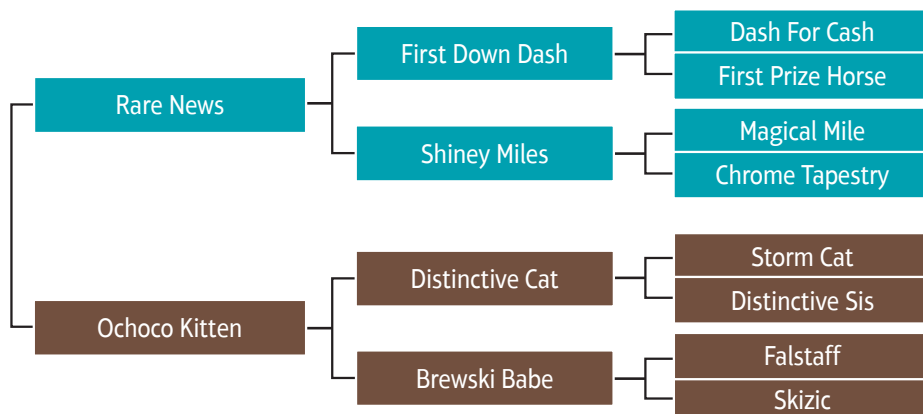 Rare News
First Down Dash
Dash For Cash
First Prize Horse
Shiney Miles
Magical Mile
Chrome Tapestry
Ochoco Kitten
Distinctive Cat
Storm Cat
Distinctive Sis
Brewski Babe
Falstaff
Skizic